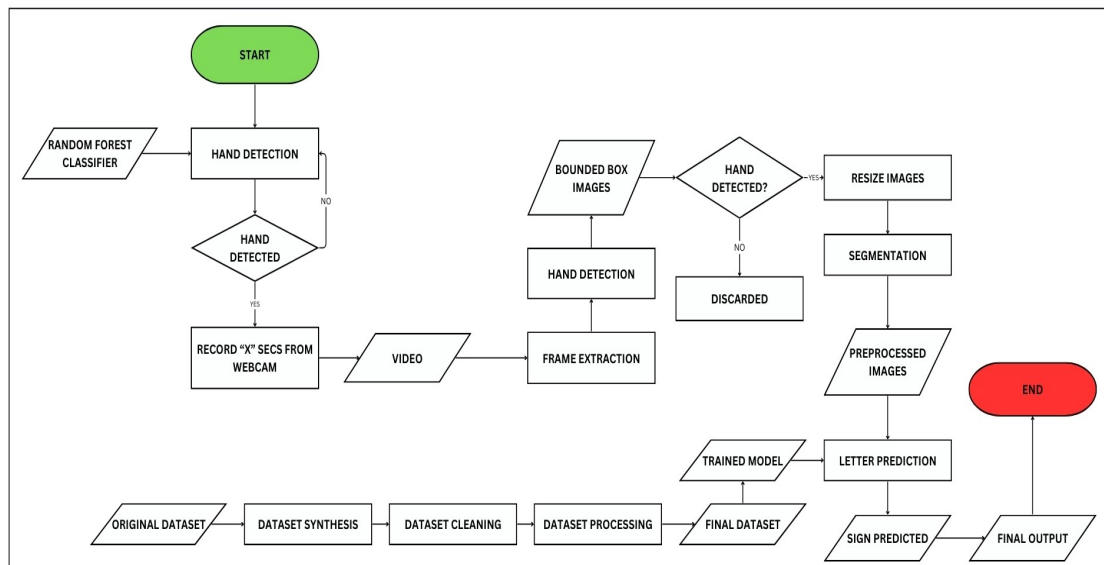 START
RANDOM FOREST
CLASSIFIER
HAND DETECTION
NO
HAND
DETECTED
YES
RECORD “X” SECS FROM
WEBCAM
VIDEO
FRAME EXTRACTION
HAND DETECTION
BOUNDED BOX
IMAGES
HAND
DETECTED?
YES
NO
DISCARDED
RESIZE IMAGES
SEGMENTATION
PREPROCESSED
IMAGES
ORIGINAL DATASET
DATASET SYNTHESIS
DATASET CLEANING
DATASET PROCESSING
FINAL DATASET
TRAINED MODEL
LETTER PREDICTION
SIGN PREDICTED
FINAL OUTPUT
END